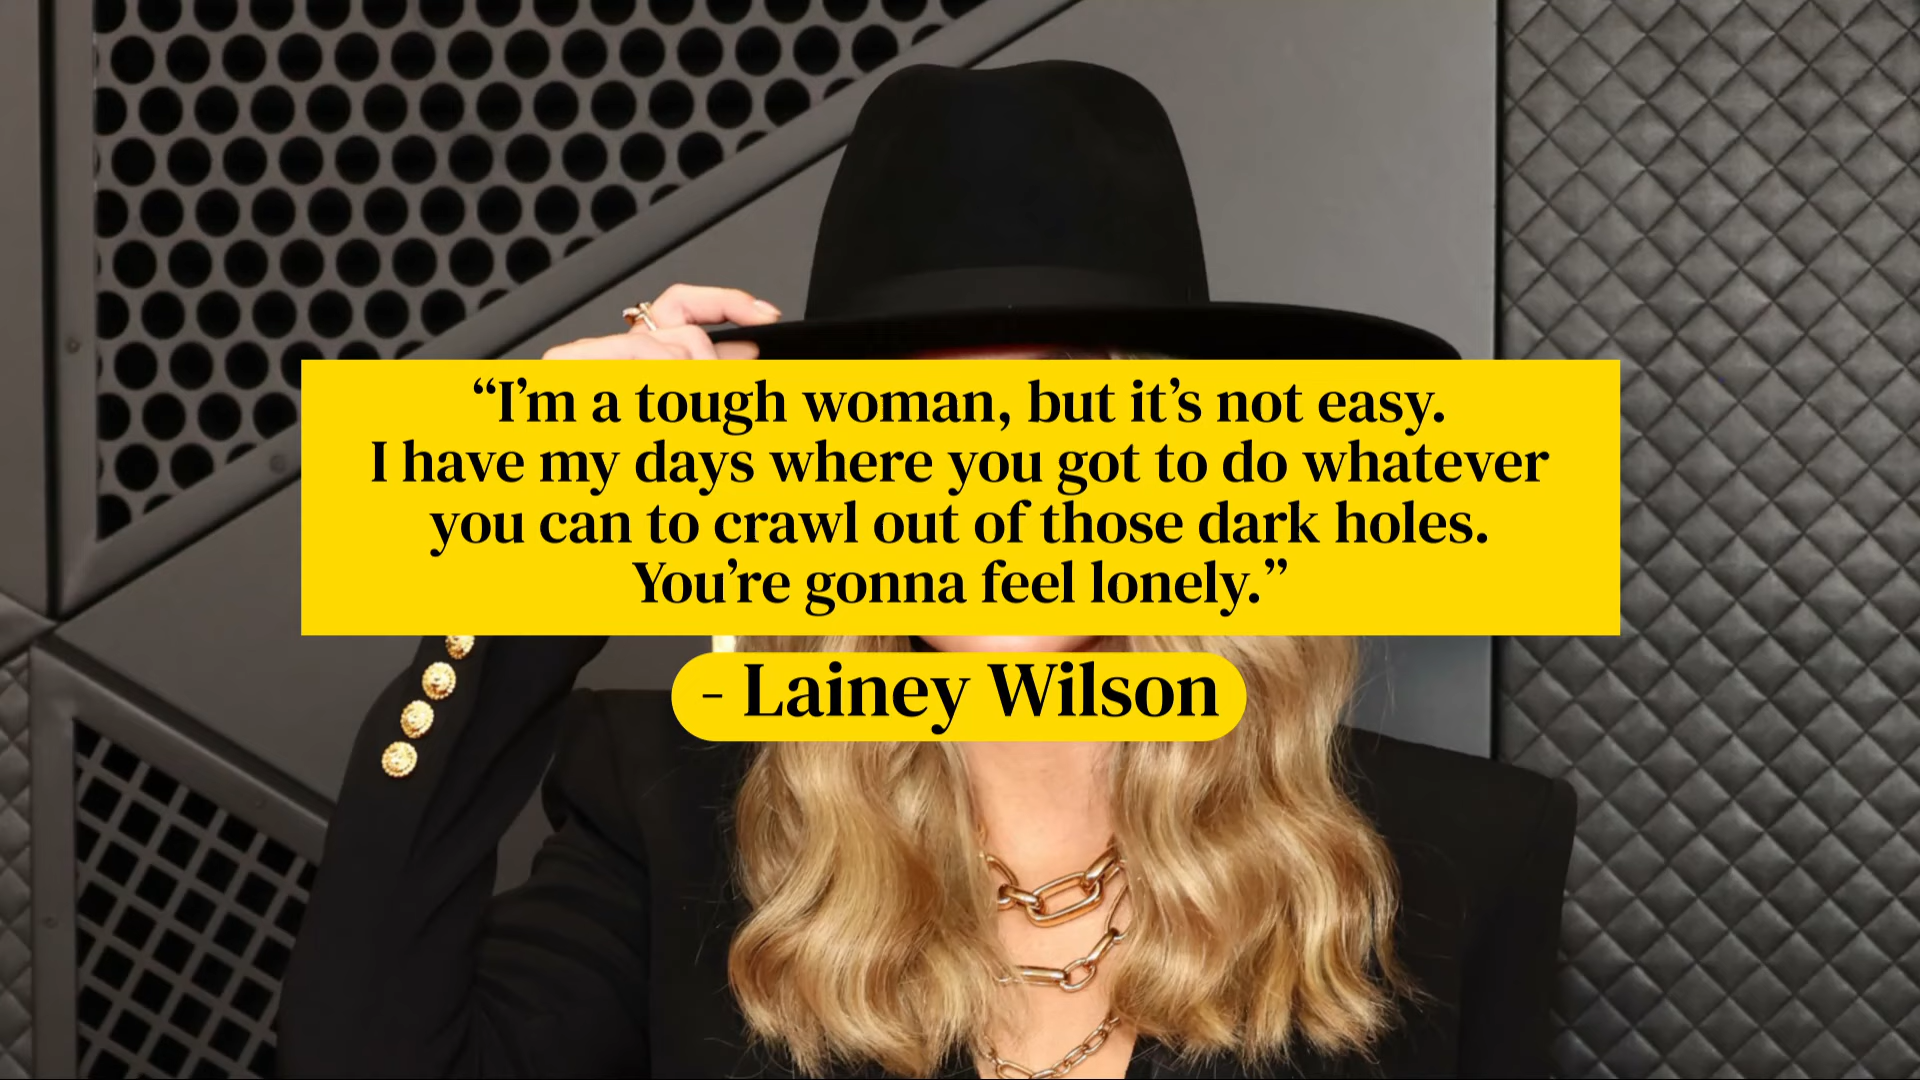 “I’m a tough woman, but it’s not easy.
I have my days where you got to do whatever
you can to crawl out of those dark holes.
You’re gonna feel lonely.”
- Lainey Wilson